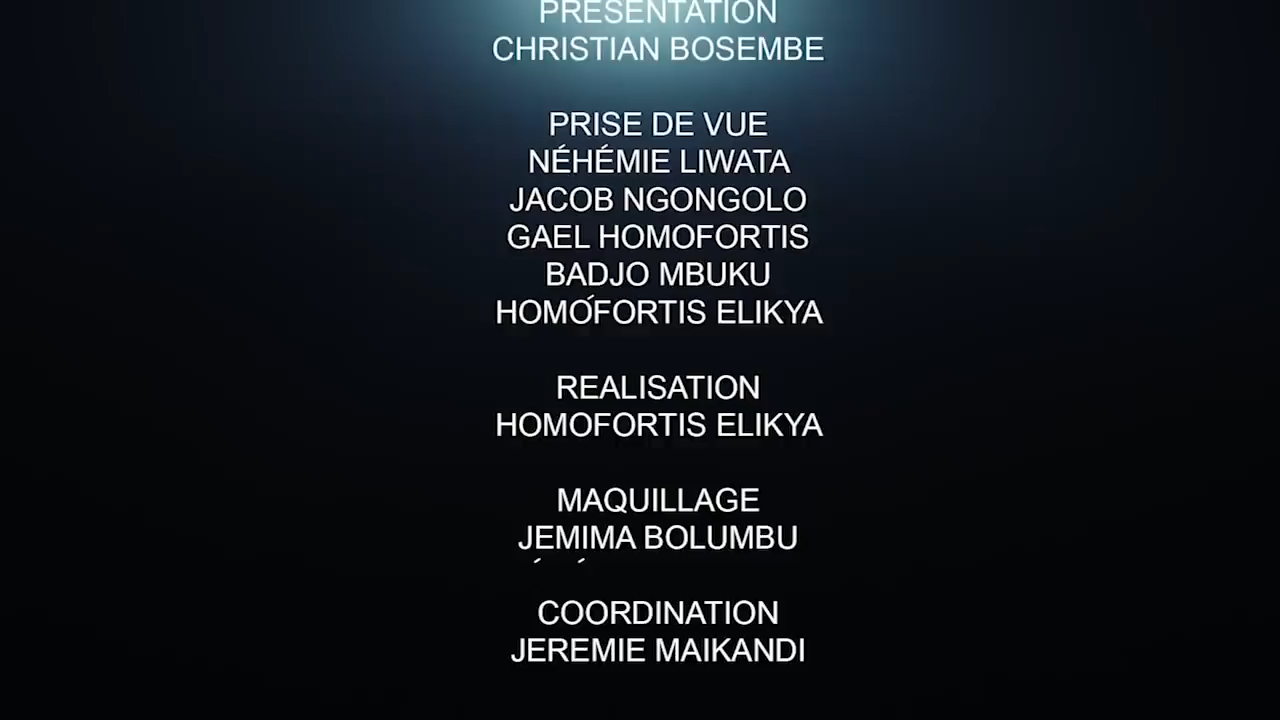 PRESENTATION
CHRISTIAN BOSEMBE
PRISE DE VUE
NÉHÉMIE LIWATA
JACOB NGONGOLO
GAEL HOMOFORTIS
BADJO MBUKU
HOMOFORTIS ELIKYA
REALISATION
HOMOFORTIS ELIKYA
MAQUILLAGE
JEMIMA BOLUMBU
COORDINATION
JEREMIE MAIKANDI